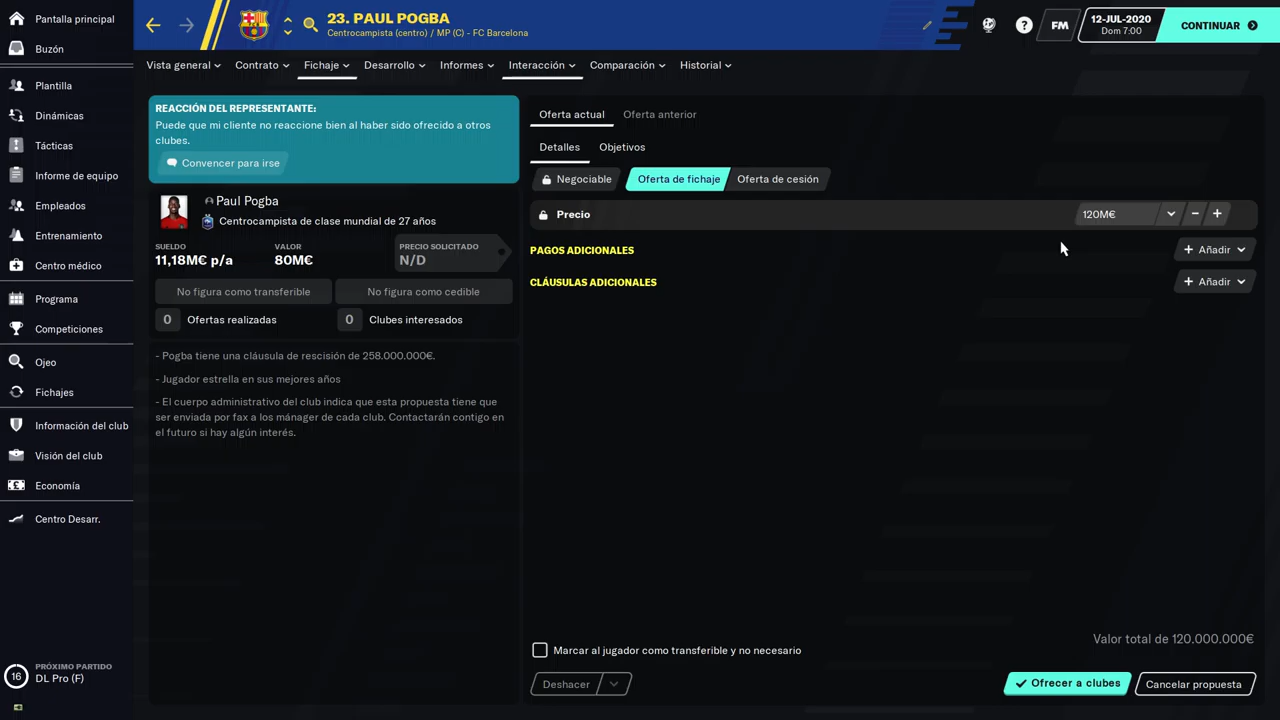 Pantalla principal
Buzón
Plantilla
Dinámicas
Tácticas
Informe de equipo
Empleados
Entrenamiento
Centro médico
Programa
Competiciones
Ojeo
Fichajes
Información del club
Visión del club
Economía
Centro Desarr.
16
PRÓXIMO PARTIDO
DL Pro (F)
23. PAUL POGBA
Centrocampista (centro) / MP (C) - FC Barcelona
?
FM
12-JUL-2020
Dom 7:00
CONTINUAR
Vista general Contrato Fichaje Desarrollo Informes Interacción Comparación Historial
REACCIÓN DEL REPRESENTANTE:
Puede que mi cliente no reaccione bien al haber sido ofrecido a otros
clubes.
Convencer para irse
Paul Pogba
Centrocampista de clase mundial de 27 años
SUELDO VALOR PRECIO SOLICITADO
11,18M€ p/a 80M€ N/D
No figura como transferible No figura como cedible
0 Ofertas realizadas 0 Clubes interesados
- Pogba tiene una cláusula de rescisión de 258.000.000€.
- Jugador estrella en sus mejores años
- El cuerpo administrativo del club indica que esta propuesta tiene que
ser enviada por fax a los mánager de cada club. Contactarán contigo en
el futuro si hay algún interés.
Oferta actual Oferta anterior
Detalles Objetivos
Negociable Oferta de fichaje Oferta de cesión
Precio 120M€ - +
PAGOS ADICIONALES + Añadir
CLÁUSULAS ADICIONALES + Añadir
Valor total de 120.000.000€
Marcar al jugador como transferible y no necesario
Deshacer Ofrecer a clubes Cancelar propuesta